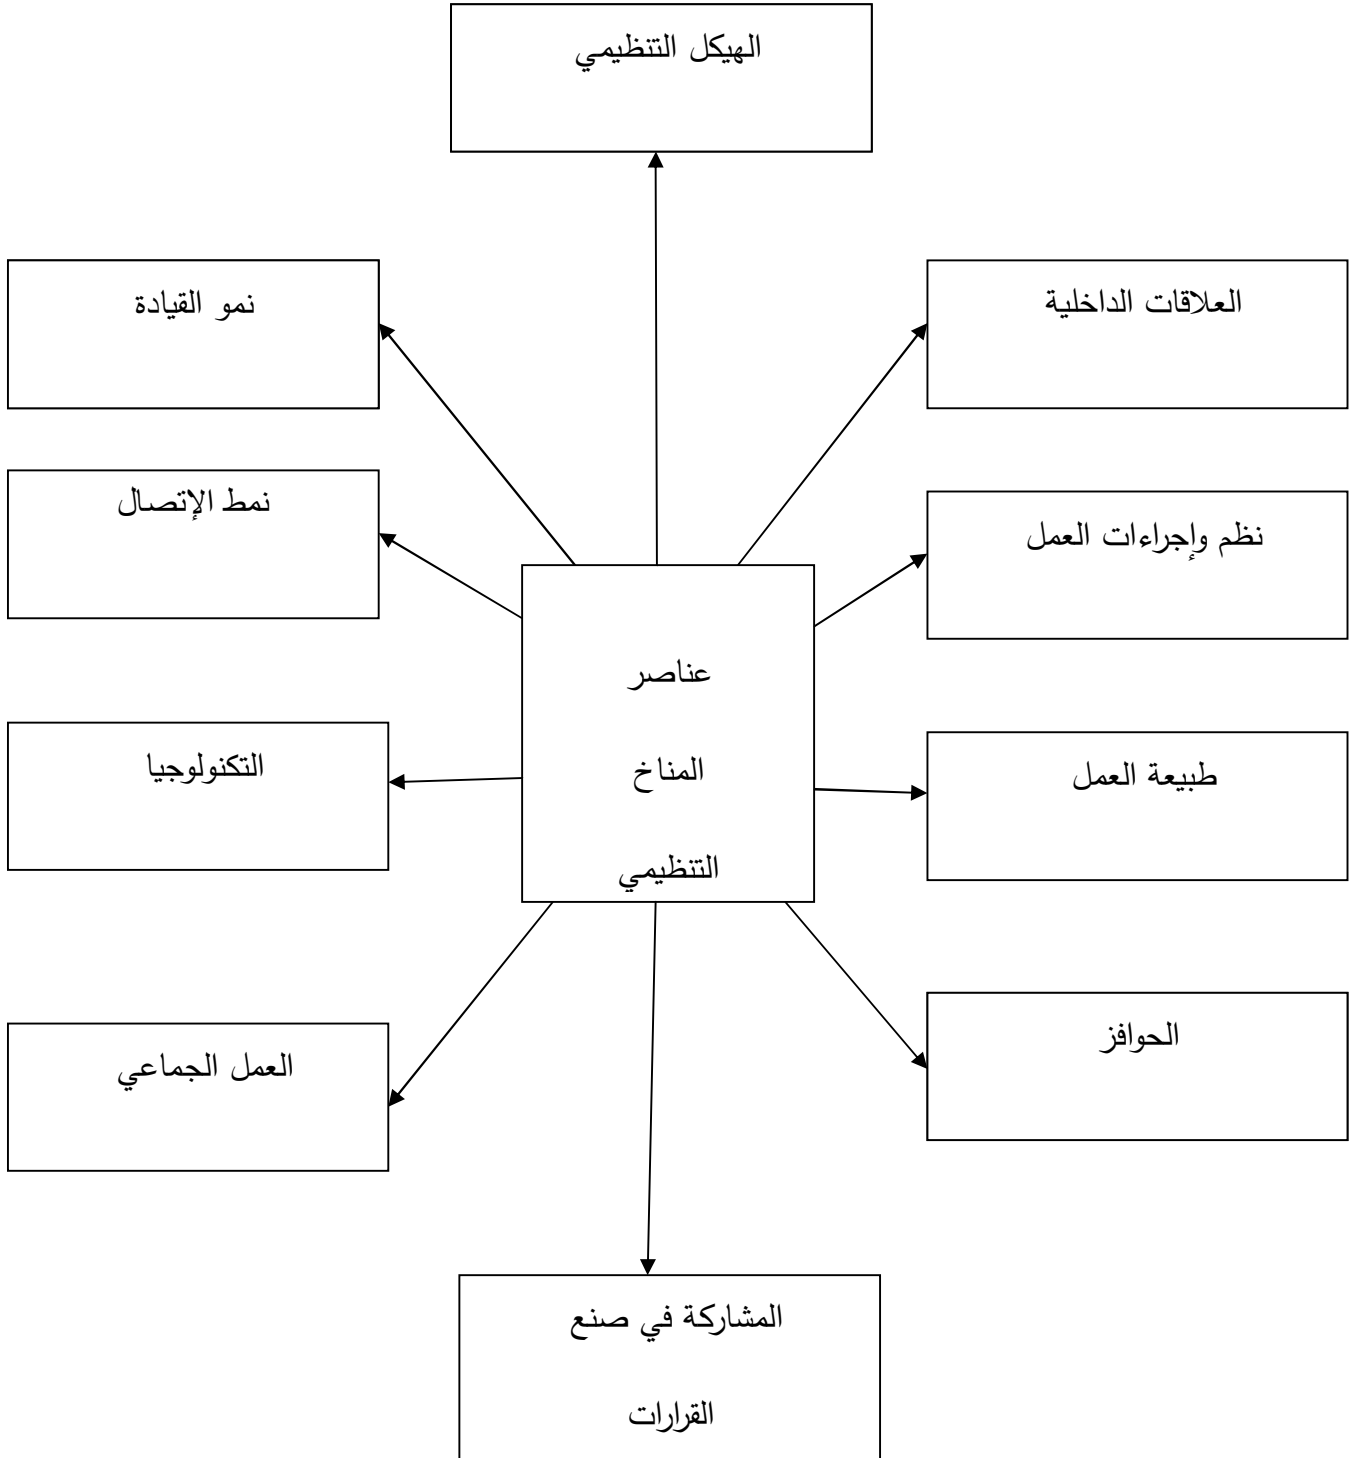 الهيكل التنظيمي
العلاقات الداخلية
نمو القيادة
نمط الإتصال
نظم وإجراءات العمل
عناصر
المناخ
التنظيمي
التكنولوجيا
طبيعة العمل
الحوافز
العمل الجماعي
المشاركة في صنع
القرارات